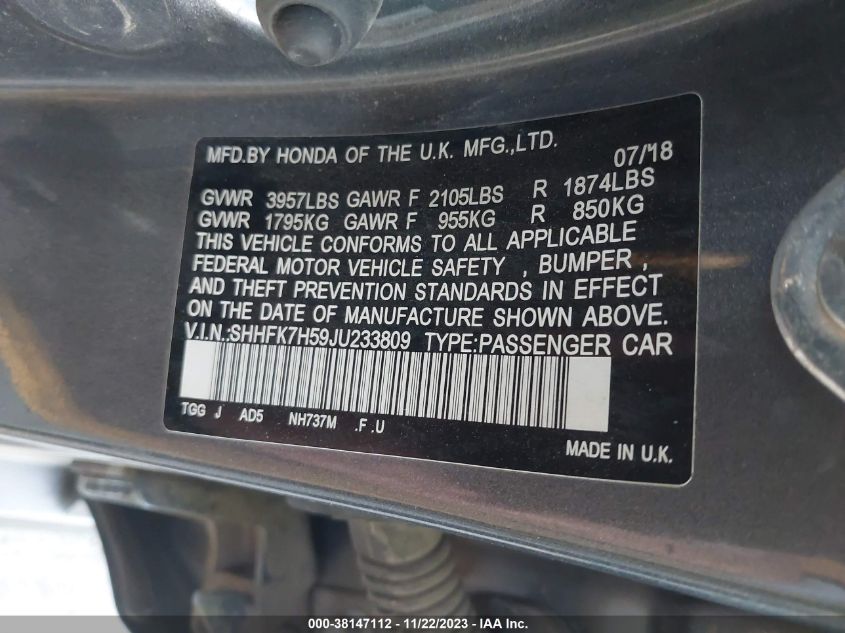 MFD.BY HONDA OF THE U.K. MFG.,LTD. 07/18
GVWR 3957LBS GAWR F 2105LBS R 1874LBS
GVWR 1795KG GAWR F 955KG R 850KG
THIS VEHICLE CONFORMS TO ALL APPLICABLE
FEDERAL MOTOR VEHICLE SAFETY , BUMPER ,
AND THEFT PREVENTION STANDARDS IN EFFECT
ON THE DATE OF MANUFACTURE SHOWN ABOVE.
V.I.N.:SHHFK7H59JU233809 TYPE:PASSENGER CAR
TGG J AD5 NH737M .F .U
MADE IN U.K.
000-38147112 - 11/22/2023 - IAA Inc.